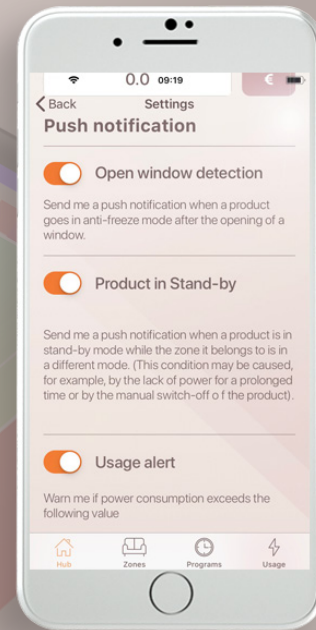 0.0 09:19 €
Back Settings
Push notification
Open window detection
Send me a push notification when a product
goes in anti-freeze mode after the opening of a
window.
Product in Stand-by
Send me a push notification when a product is in
stand-by mode while the zone it belongs to is in
a different mode. (This condition may be caused,
for example, by the lack of power for a prolonged
time or by the manual switch-off o f the product).
Usage alert
Warn me if power consumption exceeds the
following value
Hub Zones Programs Usage